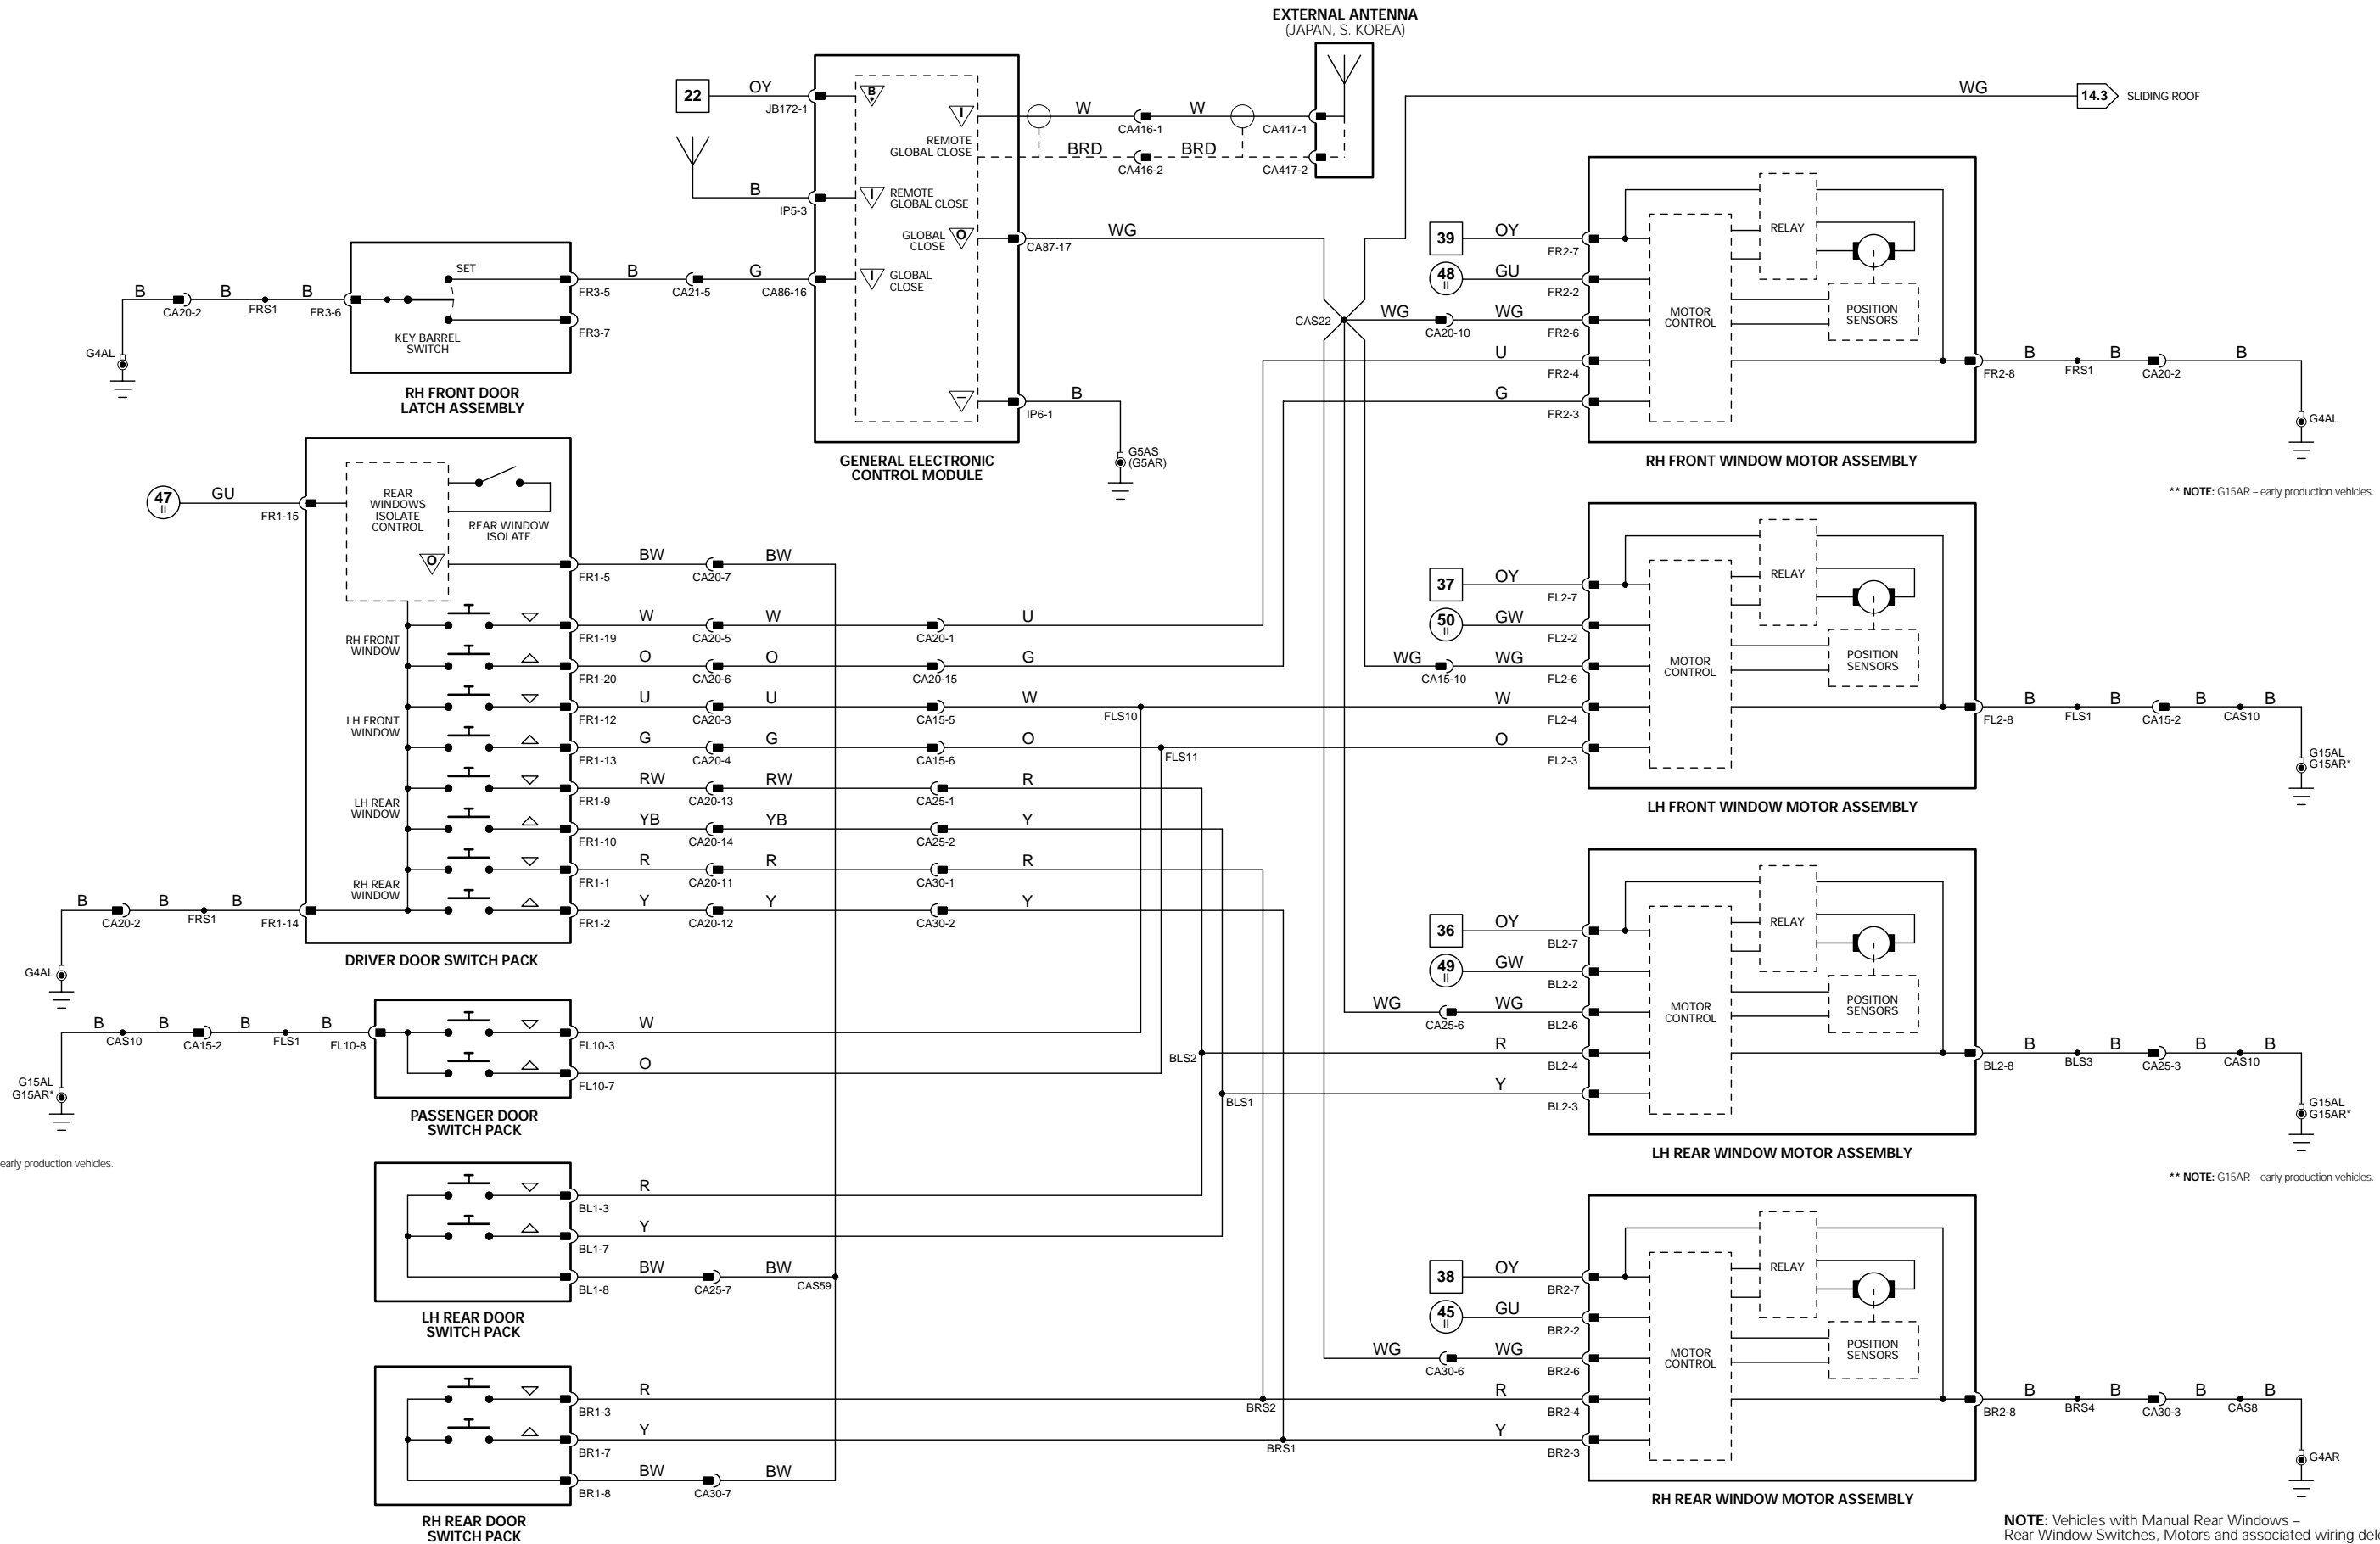 EXTERNAL ANTENNA
(JAPAN, S. KOREA)
22
OY
JB172-1
B
+
I
REMOTE
GLOBAL CLOSE
W
CA416-1
W
CA417-1
BRD
CA416-2
BRD
CA417-2
WG
14.3
SLIDING ROOF
B
IP5-3
I
REMOTE
GLOBAL CLOSE
GLOBAL
CLOSE
O
CA87-17
WG
B
CA20-2
B
FRS1
B
FR3-6
G4AL
SET
KEY BARREL
SWITCH
FR3-5
B
CA21-5
G
CA86-16
I
GLOBAL
CLOSE
FR3-7
RH FRONT DOOR
LATCH ASSEMBLY
–
IP6-1
B
G5AS
(G5AR)
GENERAL ELECTRONIC
CONTROL MODULE
CAS22
WG
CA20-10
39
OY
FR2-7
48
II
GU
FR2-2
WG
FR2-6
U
FR2-4
G
FR2-3
MOTOR
CONTROL
RELAY
POSITION
SENSORS
FR2-8
B
FRS1
B
CA20-2
B
G4AL
RH FRONT WINDOW MOTOR ASSEMBLY
** NOTE: G15AR – early production vehicles.
47
II
GU
FR1-15
REAR
WINDOWS
ISOLATE
CONTROL
REAR WINDOW
ISOLATE
O
FR1-5
BW
CA20-7
BW
RH FRONT
WINDOW
FR1-19
W
CA20-5
W
CA20-1
U
FR1-20
O
CA20-6
O
CA20-15
G
LH FRONT
WINDOW
FR1-12
U
CA20-3
U
CA15-5
W
FLS10
FR1-13
G
CA20-4
G
CA15-6
O
FLS11
LH REAR
WINDOW
FR1-9
RW
CA20-13
RW
CA25-1
R
FR1-10
YB
CA20-14
YB
CA25-2
Y
RH REAR
WINDOW
FR1-1
R
CA20-11
R
CA30-1
R
FR1-2
Y
CA20-12
Y
CA30-2
Y
B
CA20-2
B
FRS1
B
FR1-14
G4AL
DRIVER DOOR SWITCH PACK
37
OY
FL2-7
50
II
GW
FL2-2
WG
CA15-10
WG
FL2-6
W
FL2-4
O
FL2-3
MOTOR
CONTROL
RELAY
POSITION
SENSORS
FL2-8
B
FLS1
B
CA15-2
B
CAS10
B
G15AL
G15AR*
LH FRONT WINDOW MOTOR ASSEMBLY
B
CAS10
B
CA15-2
B
FLS1
B
FL10-8
G15AL
G15AR*
FL10-3
W
FL10-7
O
PASSENGER DOOR
SWITCH PACK
early production vehicles.
36
OY
BL2-7
49
II
GW
BL2-2
WG
CA25-6
WG
BL2-6
BLS2
R
BL2-4
BLS1
Y
BL2-3
MOTOR
CONTROL
RELAY
POSITION
SENSORS
BL2-8
B
BLS3
B
CA25-3
B
CAS10
B
G15AL
G15AR*
LH REAR WINDOW MOTOR ASSEMBLY
** NOTE: G15AR – early production vehicles.
BL1-3
R
BL1-7
Y
BL1-8
BW
CA25-7
BW
CAS59
LH REAR DOOR
SWITCH PACK
38
OY
BR2-7
45
II
GU
BR2-2
WG
CA30-6
WG
BR2-6
R
BR2-4
Y
BR2-3
MOTOR
CONTROL
RELAY
POSITION
SENSORS
BR2-8
B
BRS4
B
CA30-3
B
CAS8
B
G4AR
RH REAR WINDOW MOTOR ASSEMBLY
BR1-3
R
BRS2
BR1-7
Y
BRS1
BR1-8
BW
CA30-7
BW
RH REAR DOOR
SWITCH PACK
NOTE: Vehicles with Manual Rear Windows –
Rear Window Switches, Motors and associated wiring